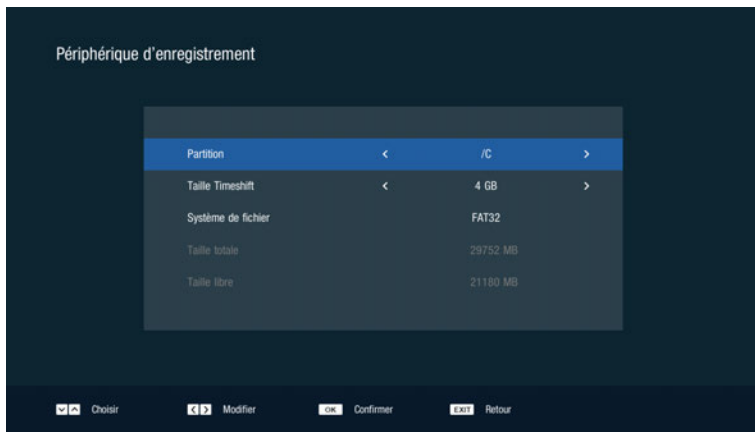 Périphérique d'enregistrement
Partition < /C >
Taille Timeshift < 4 GB >
Système de fichier FAT32
Taille totale 29752 MB
Taille libre 21180 MB
Choisir < > Modifier OK Confirmer EXIT Retour